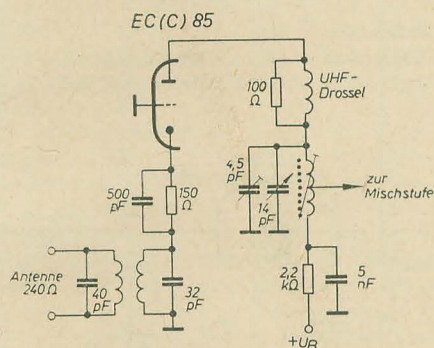 EC(C) 85
100
Ω
UHF-
Drossel
4,5
pF
14
pF
zur
Mischstufe
500
pF
150
Ω
Antenne
240 Ω
40
pF
32
pF
2,2
kΩ
5
nF
+UB